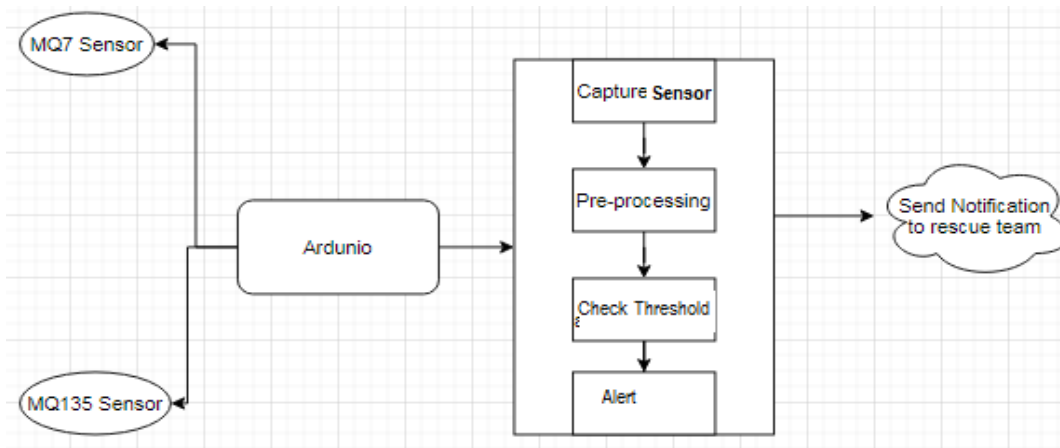 MQ7 Sensor
Capture Sensor
Pre-processing
Send Notification
to rescue team
Ardunio
Check Threshold
Alert
MQ135 Sensor